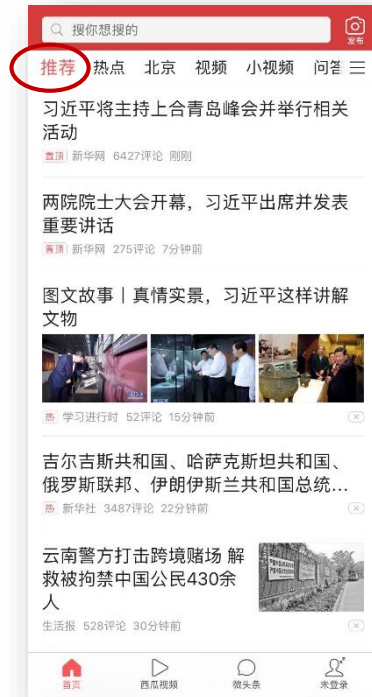 搜你想搜的
发布
推荐 热点 北京 视频 小视频 问答
习近平将主持上合青岛峰会并举行相关
活动
置顶 新华网 6427评论 刚刚
两院院士大会开幕，习近平出席并发表
重要讲话
置顶 新华网 275评论 7分钟前
图文故事｜真情实景，习近平这样讲解
文物
热 学习进行时 52评论 15分钟前
吉尔吉斯共和国、哈萨克斯坦共和国、
俄罗斯联邦、伊朗伊斯兰共和国总统...
热 新华社 3487评论 22分钟前
云南警方打击跨境赌场 解
救被拘禁中国公民430余
人
生活报 528评论 30分钟前
首页 西瓜视频 微头条 未登录